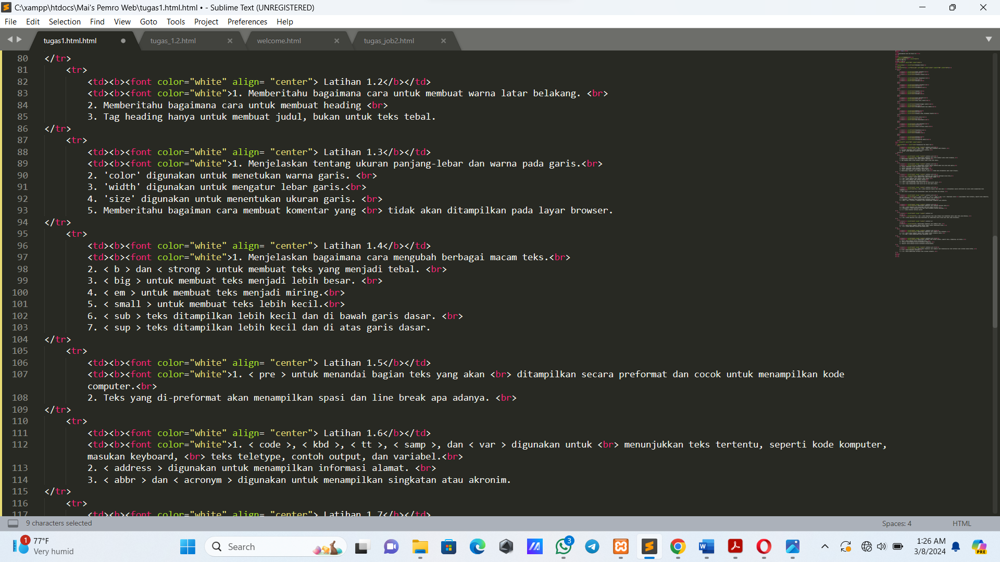 C:\xampp\htdocs\Mai's Pemro Web\tugas1.html.html • - Sublime Text (UNREGISTERED)
File Edit Selection Find View Goto Tools Project Preferences Help
tugas1.html.html tugas_1.2.html welcome.html tugas_job2.html
80 </tr>
81 <tr>
82 <td><b><font color="white" align= "center"> Latihan 1.2</b></td>
83 <td><b><font color="white">1. Memberitahu bagaimana cara untuk membuat warna latar belakang. <br>
84 2. Memberitahu bagaimana cara untuk membuat heading <br>
85 3. Tag heading hanya untuk membuat judul, bukan untuk teks tebal.
86 </tr>
87 <tr>
88 <td><b><font color="white" align= "center"> Latihan 1.3</b></td>
89 <td><b><font color="white">1. Menjelaskan tentang ukuran panjang-lebar dan warna pada garis.<br>
90 2. 'color' digunakan untuk menetukan warna garis. <br>
91 3. 'width' digunakan untuk mengatur lebar garis.<br>
92 4. 'size' digunakan untuk menentukan ukuran garis. <br>
93 5. Memberitahu bagaiman cara membuat komentar yang <br> tidak akan ditampilkan pada layar browser.
94 </tr>
95 <tr>
96 <td><b><font color="white" align= "center"> Latihan 1.4</b></td>
97 <td><b><font color="white">1. Menjelaskan bagaimana cara mengubah berbagai macam teks.<br>
98 2. < b > dan < strong > untuk membuat teks yang menjadi tebal. <br>
99 3. < big > untuk membuat teks menjadi lebih besar. <br>
100 4. < em > untuk membuat teks menjadi miring.<br>
101 5. < small > untuk membuat teks lebih kecil.<br>
102 6. < sub > teks ditampilkan lebih kecil dan di bawah garis dasar. <br>
103 7. < sup > teks ditampilkan lebih kecil dan di atas garis dasar.
104 </tr>
105 <tr>
106 <td><b><font color="white" align= "center"> Latihan 1.5</b></td>
107 <td><b><font color="white">1. < pre > untuk menandai bagian teks yang akan <br> ditampilkan secara preformat dan cocok untuk menampilkan kode
computer.<br>
108 2. Teks yang di-preformat akan menampilkan spasi dan line break apa adanya. <br>
109 </tr>
110 <tr>
111 <td><b><font color="white" align= "center"> Latihan 1.6</b></td>
112 <td><b><font color="white">1. < code >, < kbd >, < tt >, < samp >, dan < var > digunakan untuk <br> menunjukkan teks tertentu, seperti kode komputer,
masukan keyboard, <br> teks teletype, contoh output, dan variabel.<br>
113 2. < address > digunakan untuk menampilkan informasi alamat. <br>
114 3. < abbr > dan < acronym > digunakan untuk menampilkan singkatan atau akronim.
115 </tr>
116 <tr>
117 <td><b><font color="white" align= "center"> Latihan 1.7</b></td>
9 characters selected Spaces: 4 HTML
1 77°F
Very humid
Search
3
1:26 AM
3/8/2024
PRE